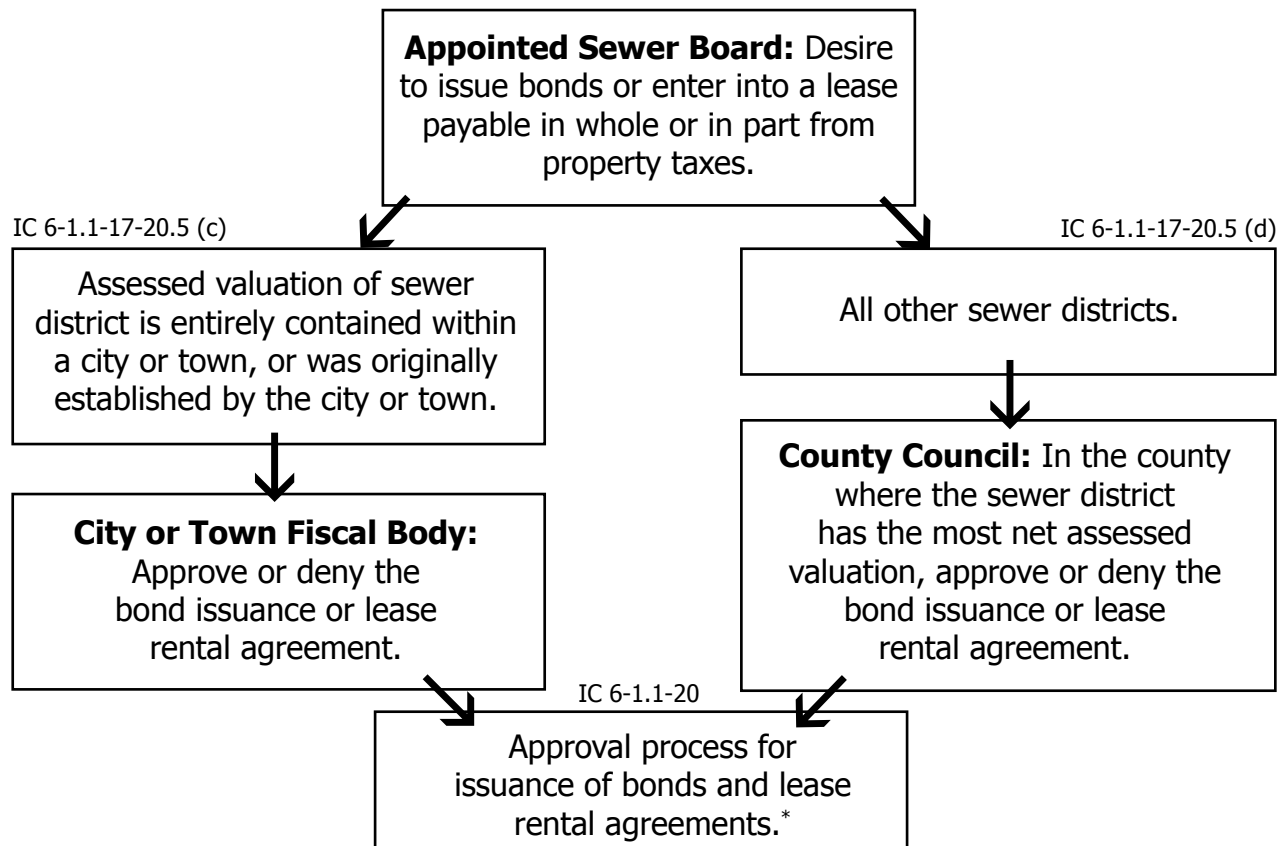 Appointed Sewer Board: Desire
to issue bonds or enter into a lease
payable in whole or in part from
property taxes.
IC 6-1.1-17-20.5 (c)
IC 6-1.1-17-20.5 (d)
Assessed valuation of sewer
district is entirely contained within
a city or town, or was originally
established by the city or town.
All other sewer districts.
City or Town Fiscal Body:
Approve or deny the
bond issuance or lease
rental agreement.
County Council: In the county
where the sewer district
has the most net assessed
valuation, approve or deny the
bond issuance or lease
rental agreement.
IC 6-1.1-20
Approval process for
issuance of bonds and lease
rental agreements.*